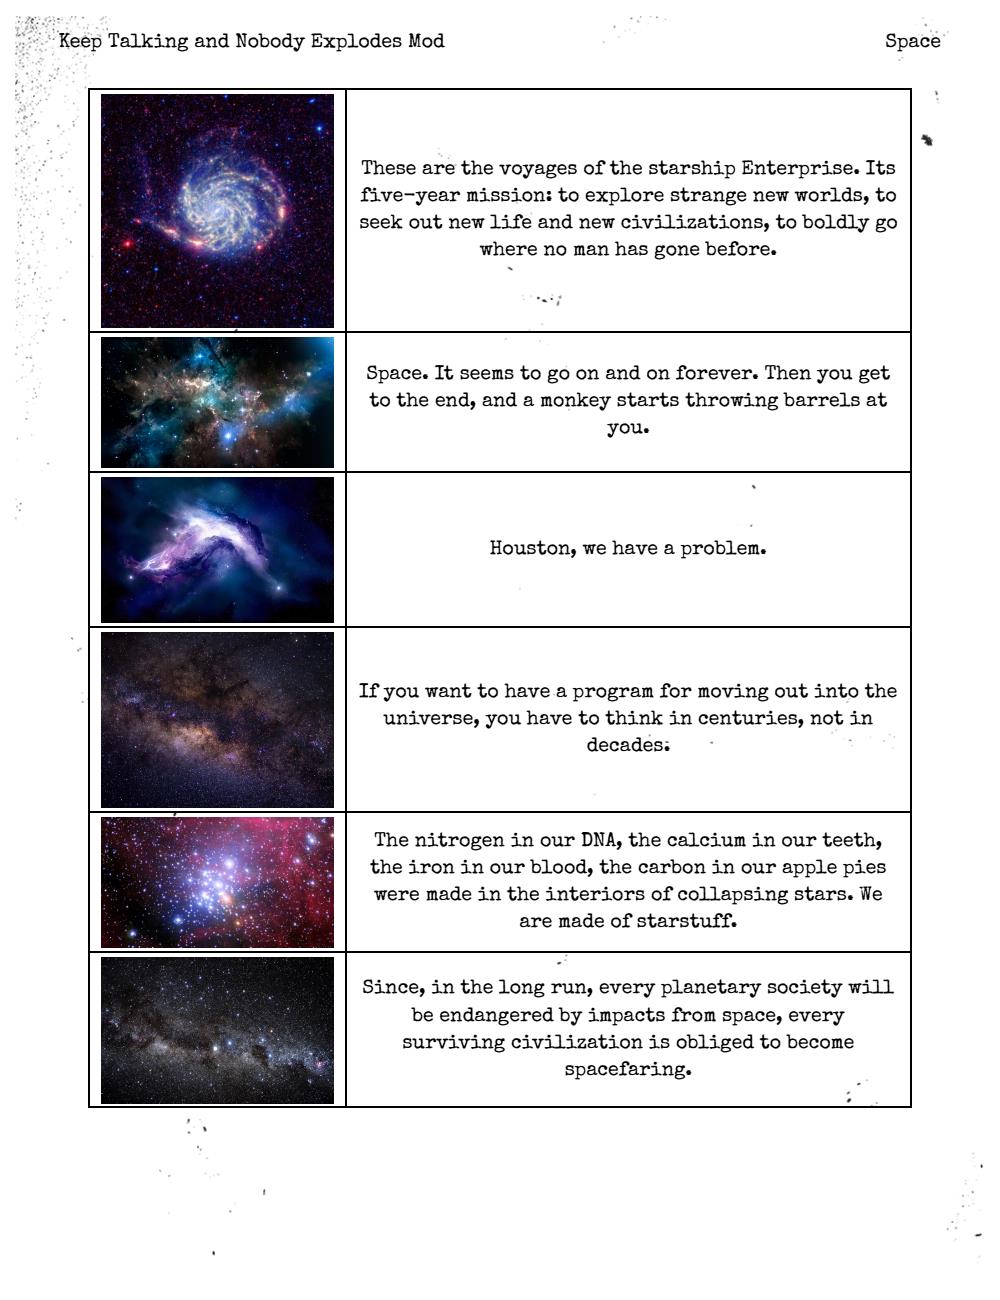 Keep Talking and Nobody Explodes Mod
Space
These are the voyages of the starship Enterprise. Its
five-year mission: to explore strange new worlds, to
seek out new life and new civilizations, to boldly go
where no man has gone before.
Space. It seems to go on and on forever. Then you get
to the end, and a monkey starts throwing barrels at
you.
Houston, we have a problem.
If you want to have a program for moving out into the
universe, you have to think in centuries, not in
decades.
The nitrogen in our DNA, the calcium in our teeth,
the iron in our blood, the carbon in our apple pies
were made in the interiors of collapsing stars. We
are made of starstuff.
Since, in the long run, every planetary society will
be endangered by impacts from space, every
surviving civilization is obliged to become
spacefaring.